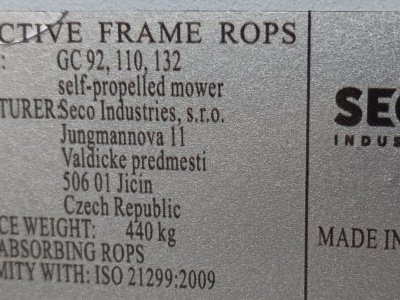 CTIVE FRAME ROPS
: GC 92, 110, 132
self-propelled mower
TURER: Seco Industries, s.r.o.
Jungmannova 11
Valdicke predmesti
506 01 Jičín
Czech Republic
CE WEIGHT: 440 kg
ABSORBING ROPS
MITY WITH: ISO 21299:2009
SEC
INDUS
MADE IN